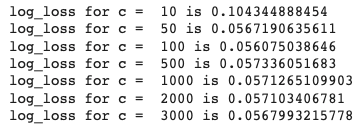 log_loss for c =  10 is 0.104344888454
log_loss for c =  50 is 0.0567190635611
log_loss for c =  100 is 0.056075038646
log_loss for c =  500 is 0.057336051683
log_loss for c =  1000 is 0.0571265109903
log_loss for c =  2000 is 0.057103406781
log_loss for c =  3000 is 0.0567993215778